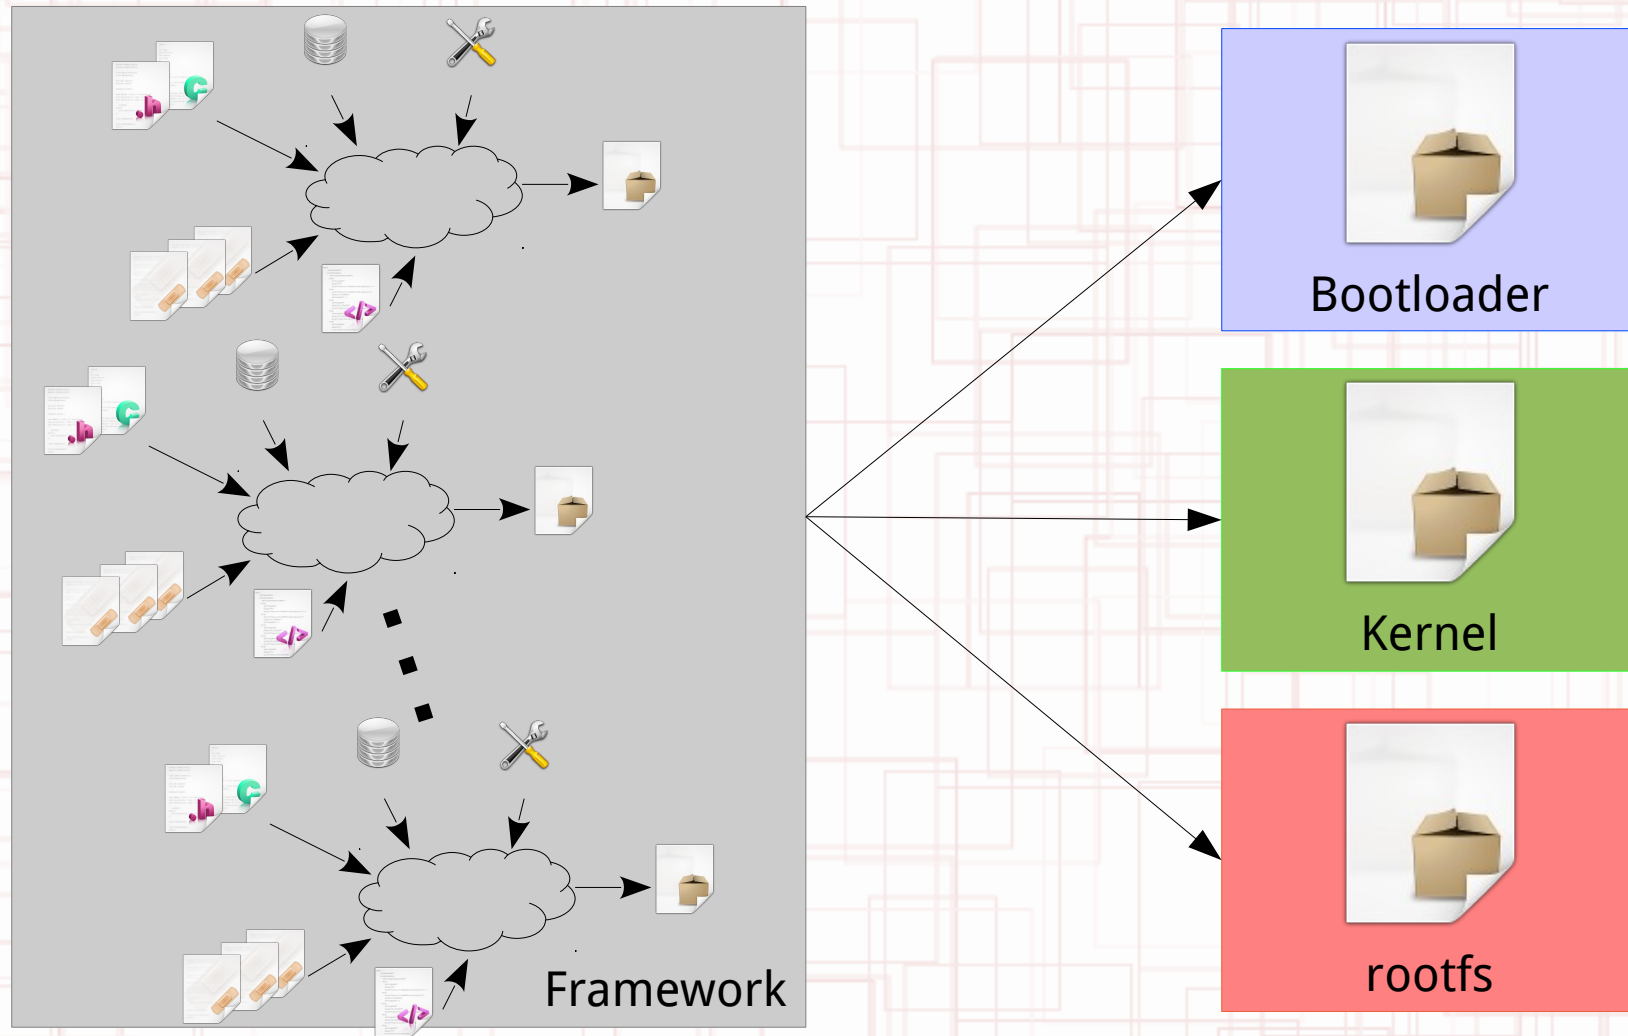 .h
C
Bootloader
</>
.h
C
Kernel
</>
.h
C
rootfs
</>
Framework